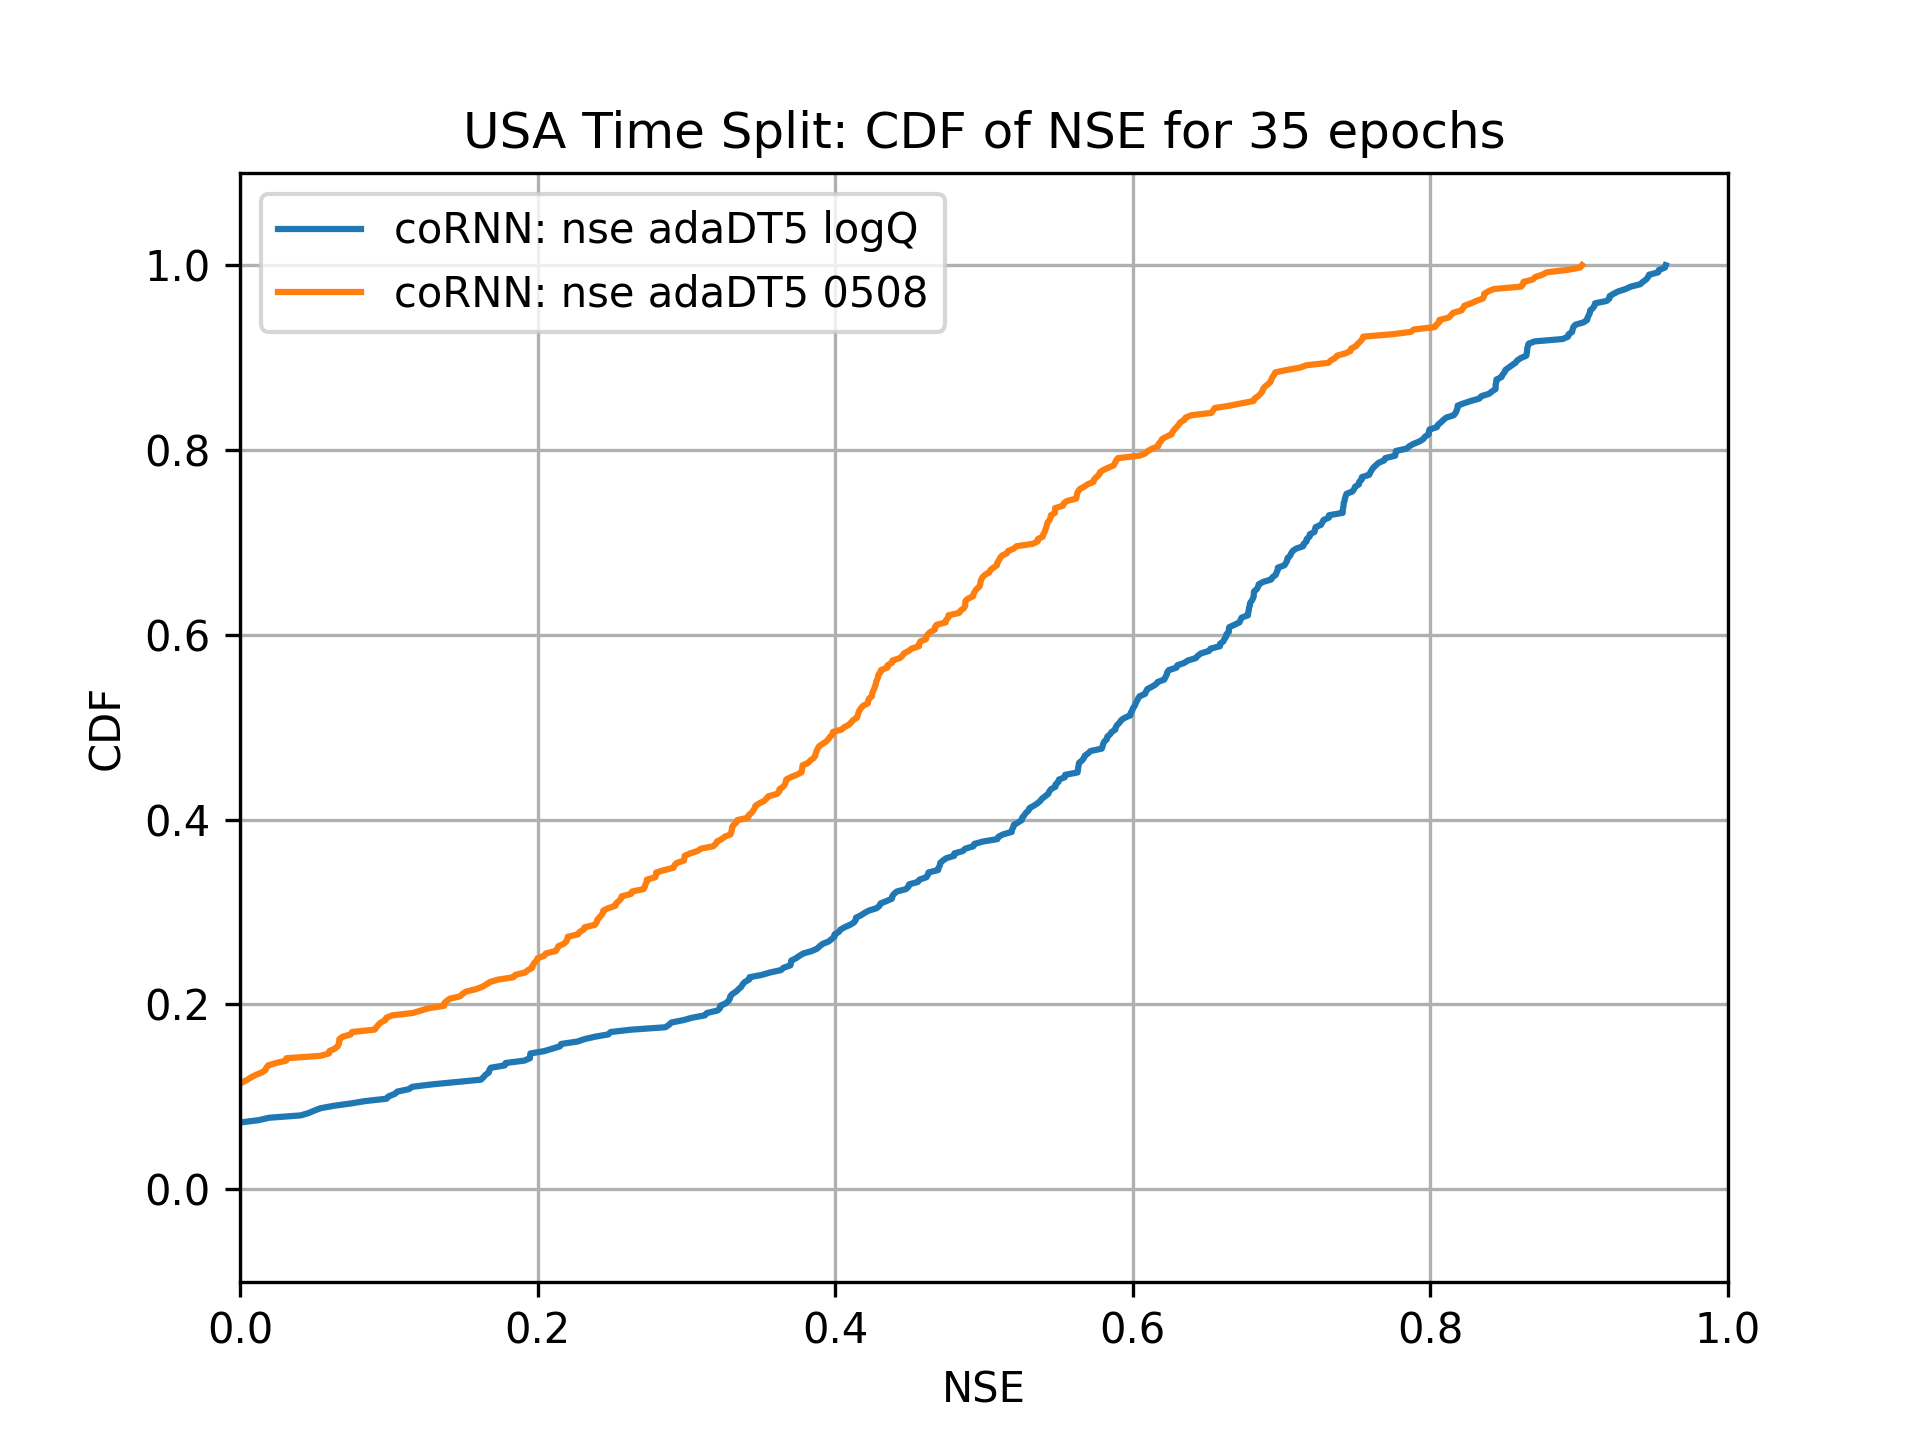 USA Time Split: CDF of NSE for 35 epochs
coRNN: nse adaDT5 logQ
coRNN: nse adaDT5 0508
1.0
0.8
0.6
0.4
0.2
0.0
CDF
0.0 0.2 0.4 0.6 0.8 1.0
NSE